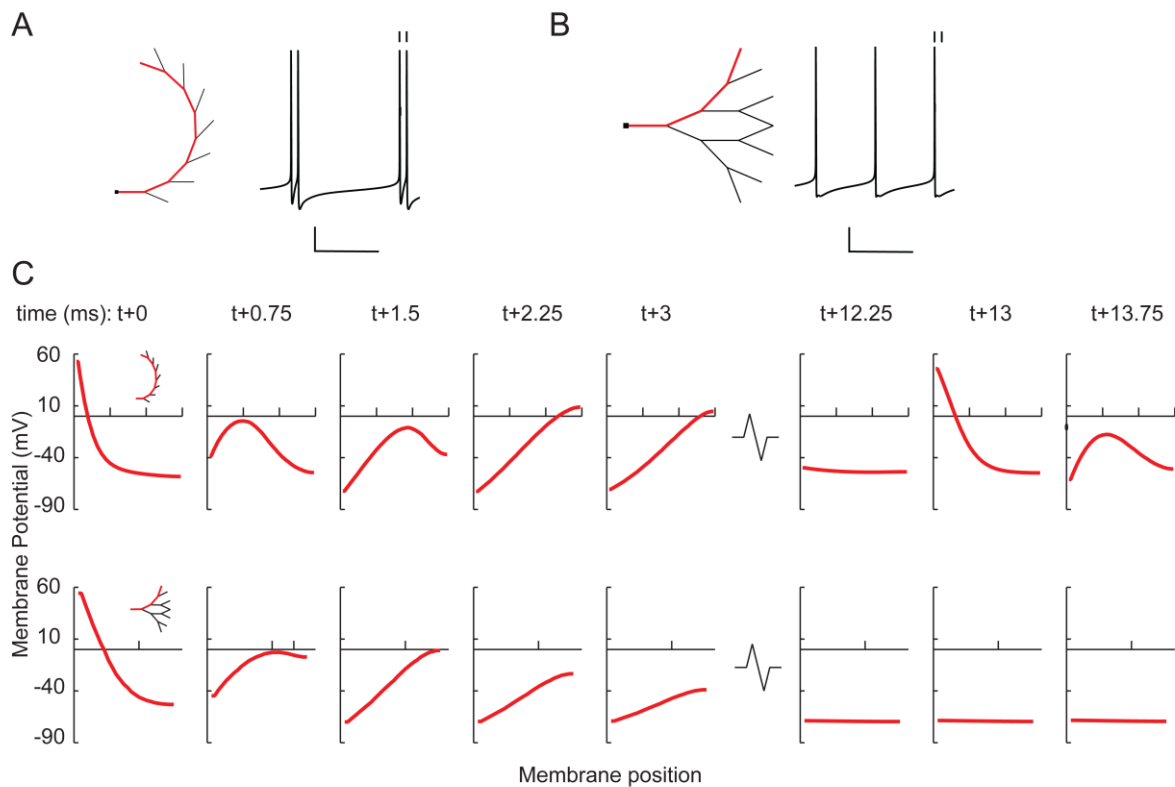 A
B
C
time (ms): t+0 t+0.75 t+1.5 t+2.25 t+3 t+12.25 t+13 t+13.75
Membrane Potential (mV)
60
10
-40
-90
60
10
-40
-90
Membrane position